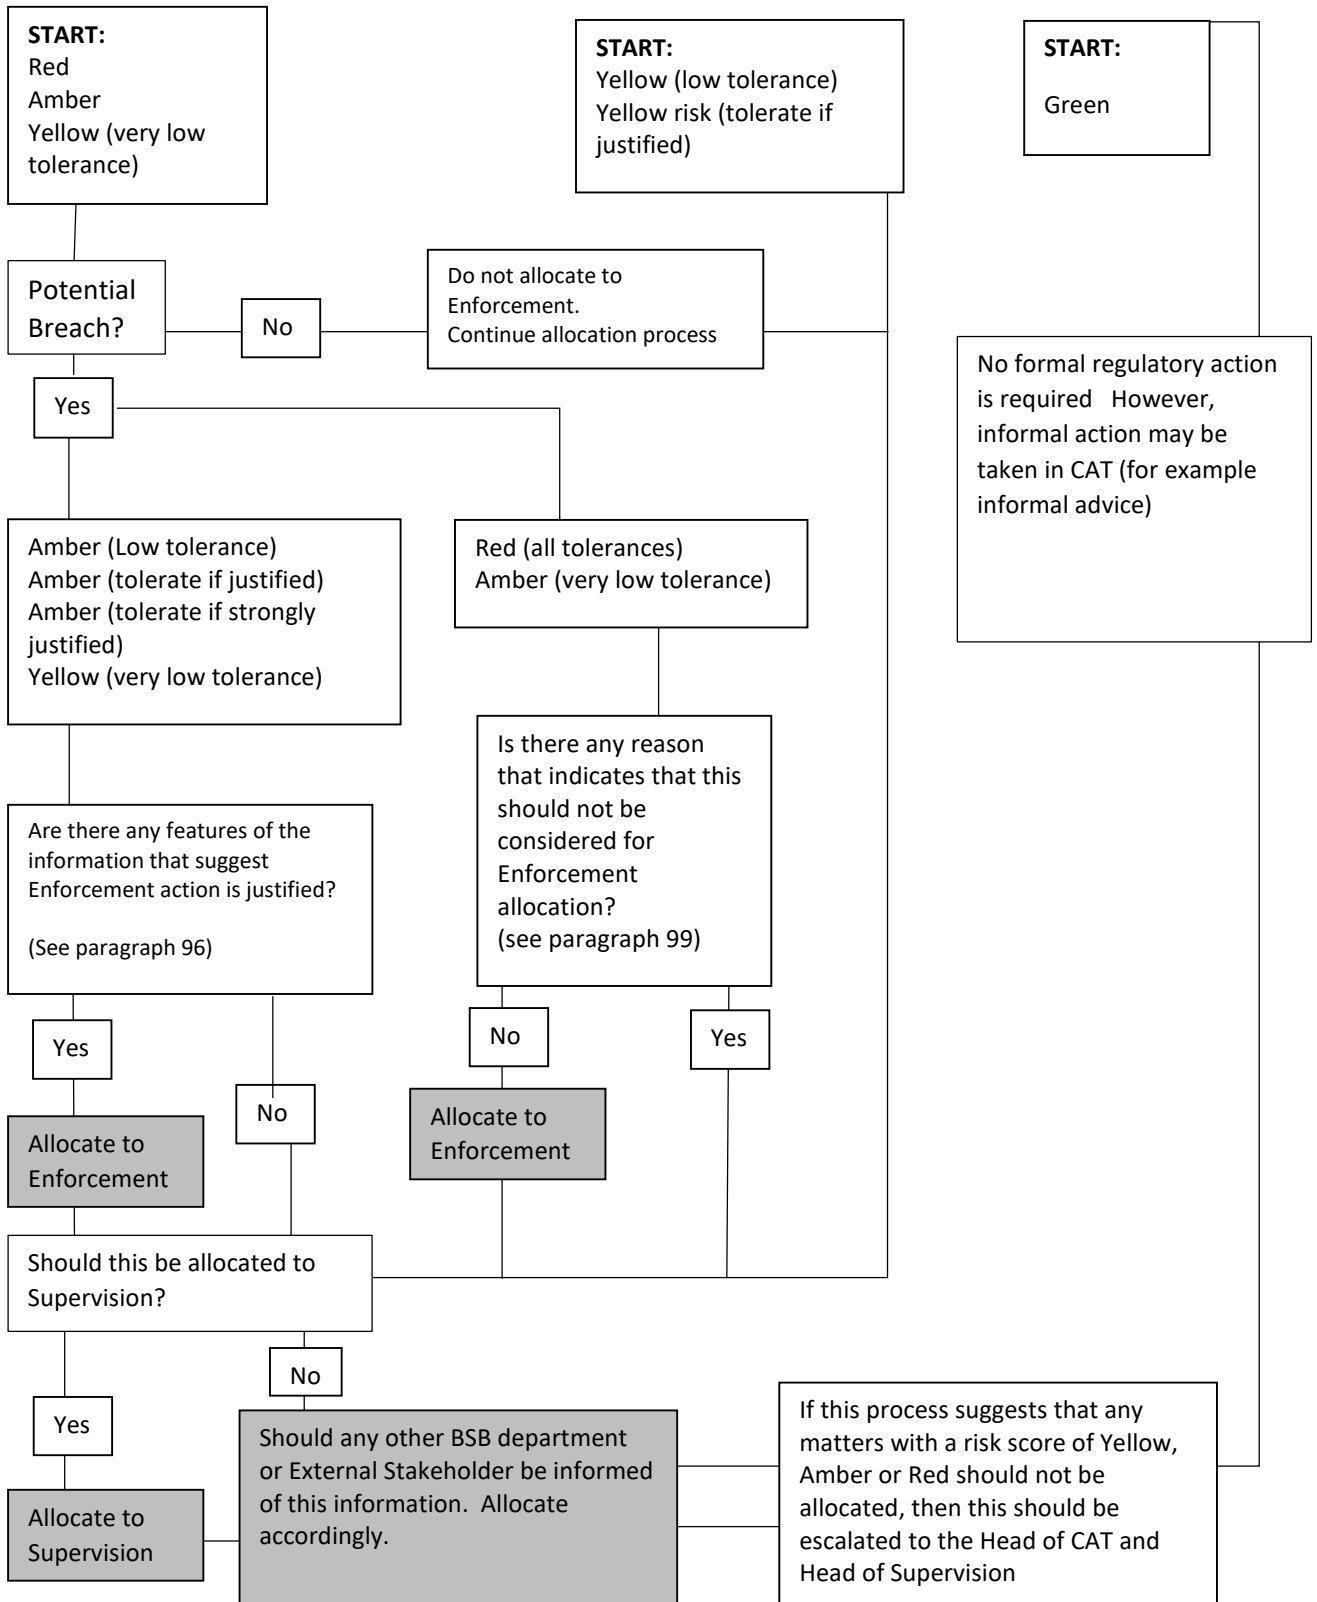 START:
Red
Amber
Yellow (very low
tolerance)
START:
Yellow (low tolerance)
Yellow risk (tolerate if
justified)
START:
Green
Potential
Breach?
No
Do not allocate to
Enforcement.
Continue allocation process
Yes
No formal regulatory action
is required   However,
informal action may be
taken in CAT (for example
informal advice)
Amber (Low tolerance)
Amber (tolerate if justified)
Amber (tolerate if strongly
justified)
Yellow (very low tolerance)
Red (all tolerances)
Amber (very low tolerance)
Are there any features of the
information that suggest
Enforcement action is justified?
(See paragraph 96)
Is there any reason
that indicates that this
should not be
considered for
Enforcement
allocation?
(see paragraph 99)
Yes
No
No
Yes
Allocate to
Enforcement
Allocate to
Enforcement
Should this be allocated to
Supervision?
Yes
No
Allocate to
Supervision
Should any other BSB department
or External Stakeholder be informed
of this information.  Allocate
accordingly.
If this process suggests that any
matters with a risk score of Yellow,
Amber or Red should not be
allocated, then this should be
escalated to the Head of CAT and
Head of Supervision